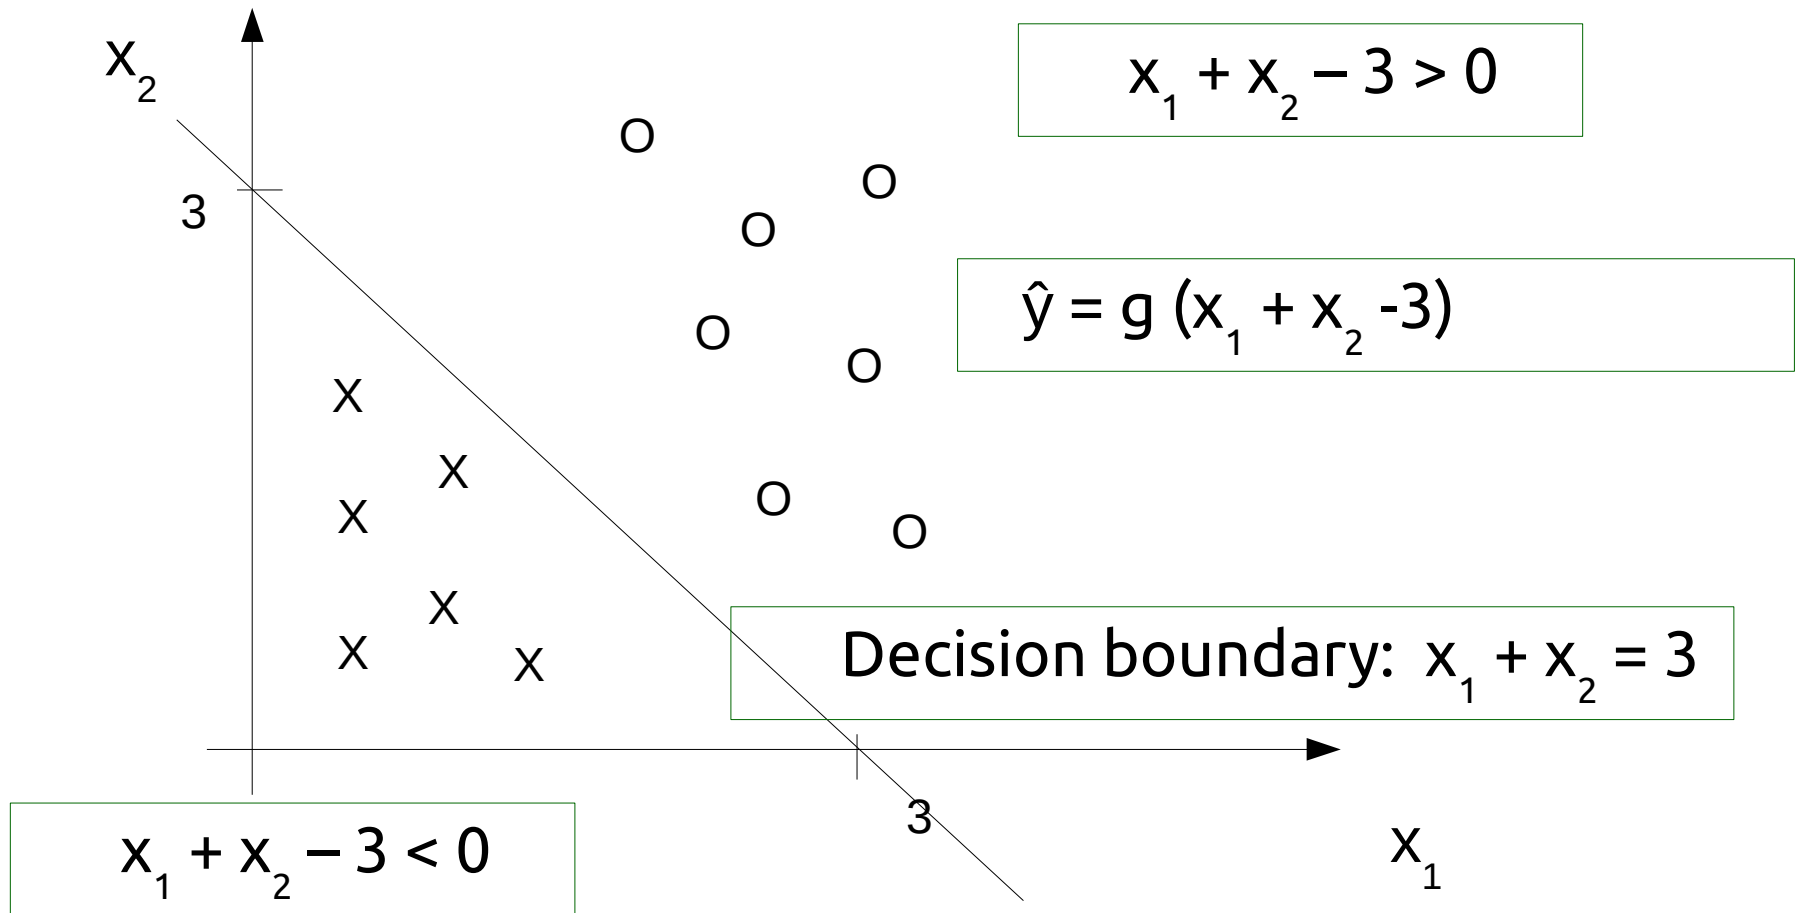 x₂
x₁ + x₂ – 3 > 0
O
O
O
3
ŷ = g (x₁ + x₂ -3)
O
O
X
X
O
X
O
X
Decision boundary: x₁ + x₂ = 3
X
X
3
x₁ + x₂ – 3 < 0
x₁